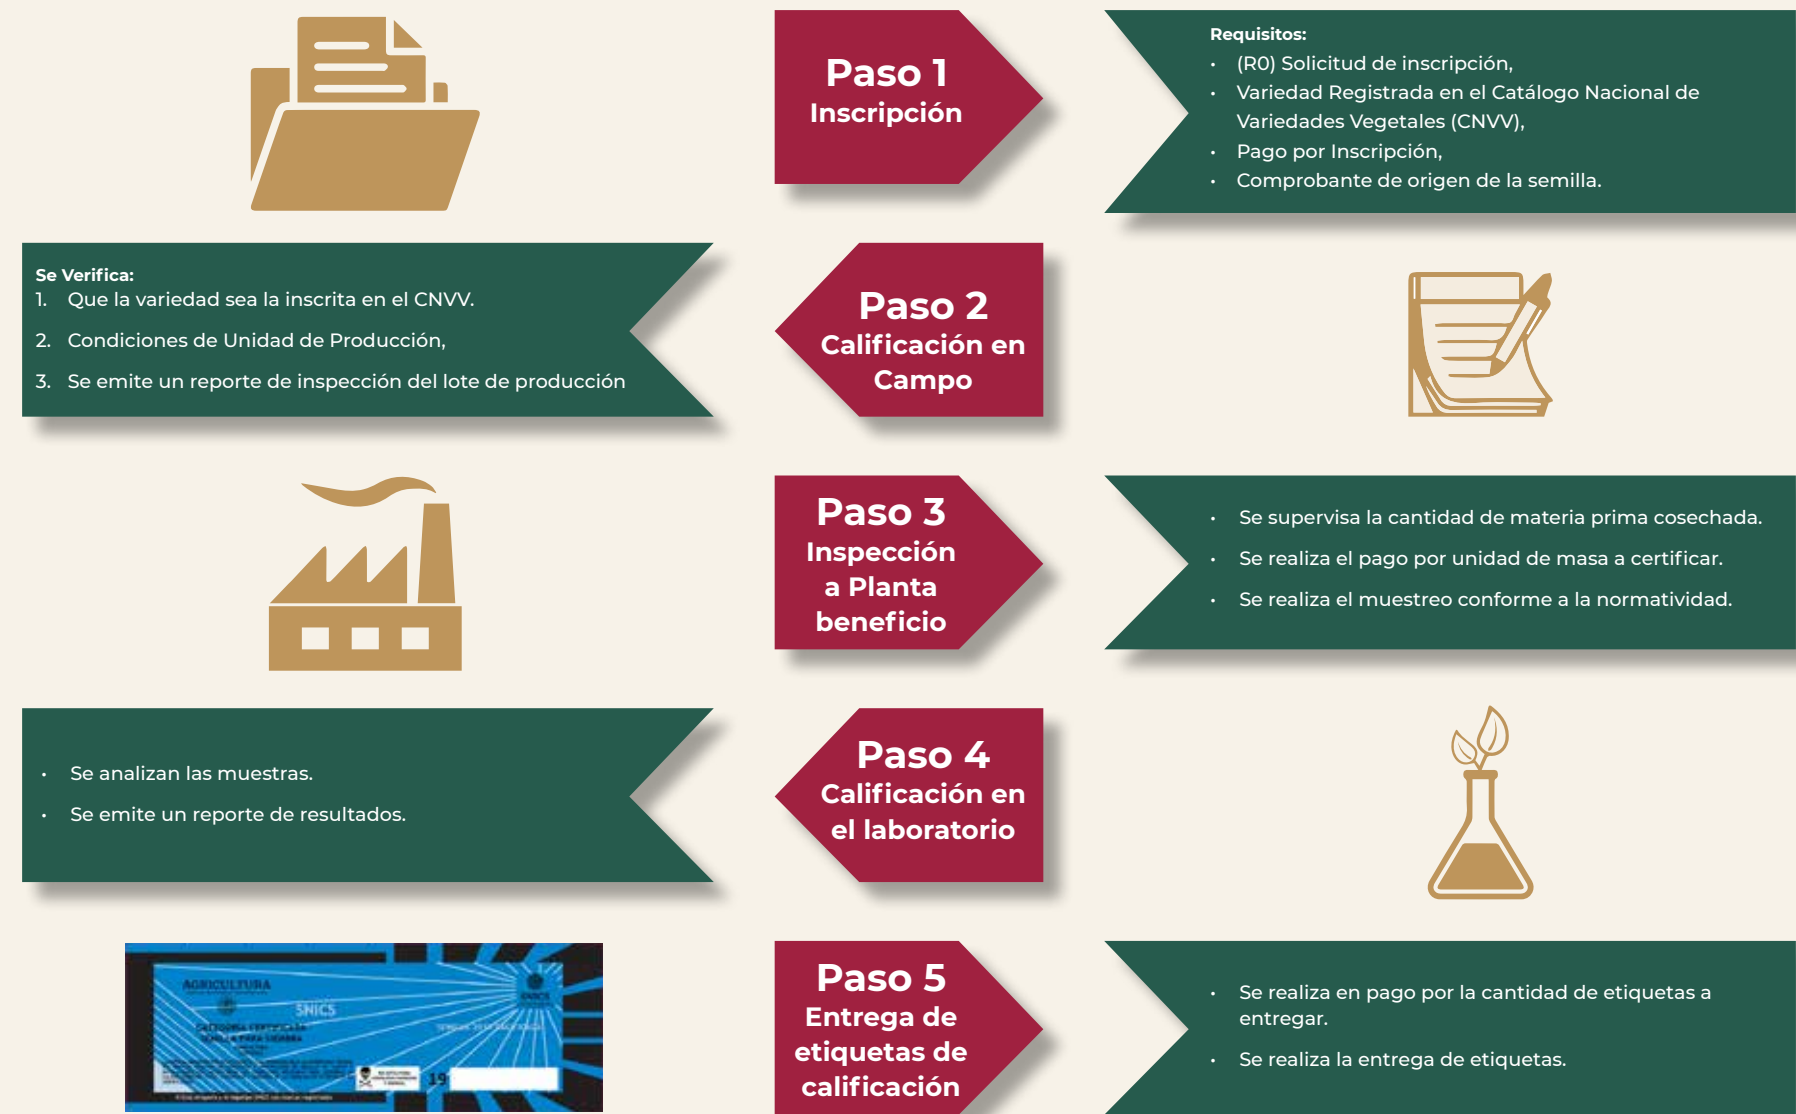 Paso 1
Inscripción
Requisitos:
• (R0) Solicitud de inscripción,
• Variedad Registrada en el Catálogo Nacional de
Variedades Vegetales (CNVV),
• Pago por Inscripción,
• Comprobante de origen de la semilla.
Paso 2
Calificación en
Campo
Se Verifica:
1. Que la variedad sea la inscrita en el CNVV.
2. Condiciones de Unidad de Producción,
3. Se emite un reporte de inspección del lote de producción
Paso 3
Inspección
a Planta
beneficio
• Se supervisa la cantidad de materia prima cosechada.
• Se realiza el pago por unidad de masa a certificar.
• Se realiza el muestreo conforme a la normatividad.
Paso 4
Calificación en
el laboratorio
• Se analizan las muestras.
• Se emite un reporte de resultados.
Paso 5
Entrega de
etiquetas de
calificación
• Se realiza en pago por la cantidad de etiquetas a
entregar.
• Se realiza la entrega de etiquetas.
AGRICULTURA
SNICS
SNICS
CATEGORÍA CERTIFICADA
SEMILLA PARA SIEMBRA
19